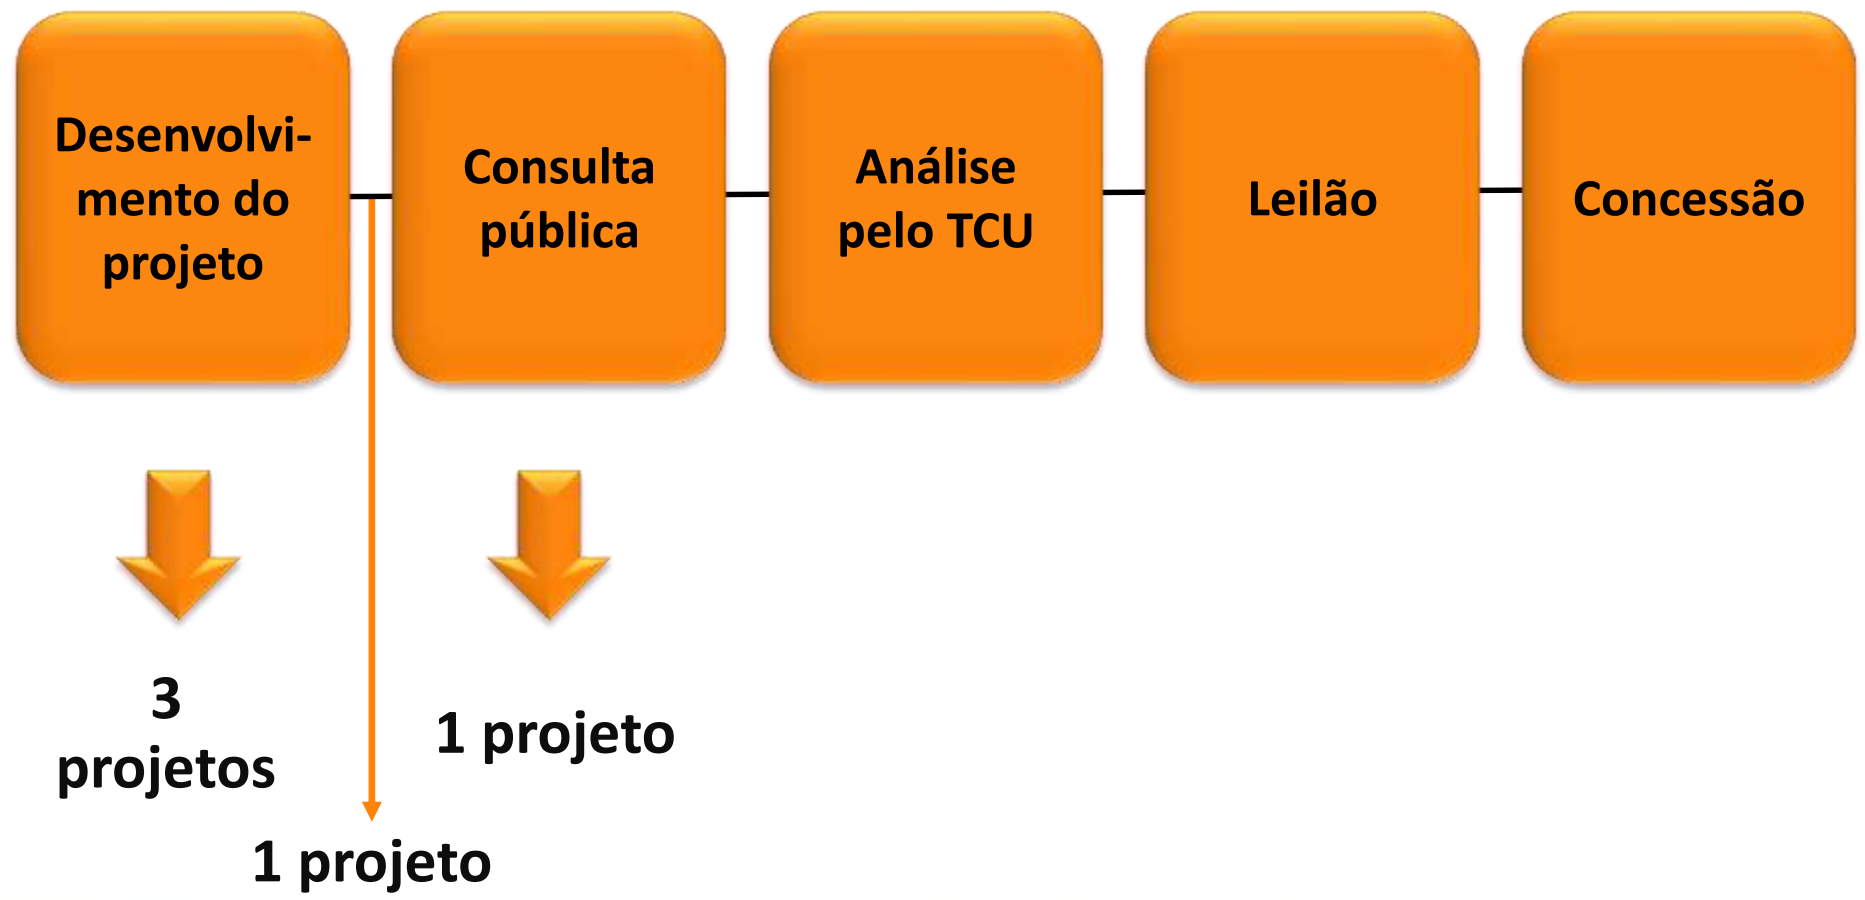 Desenvolvi-
mento do
projeto
Consulta
pública
Análise
pelo TCU
Leilão
Concessão
3
projetos
1 projeto
1 projeto